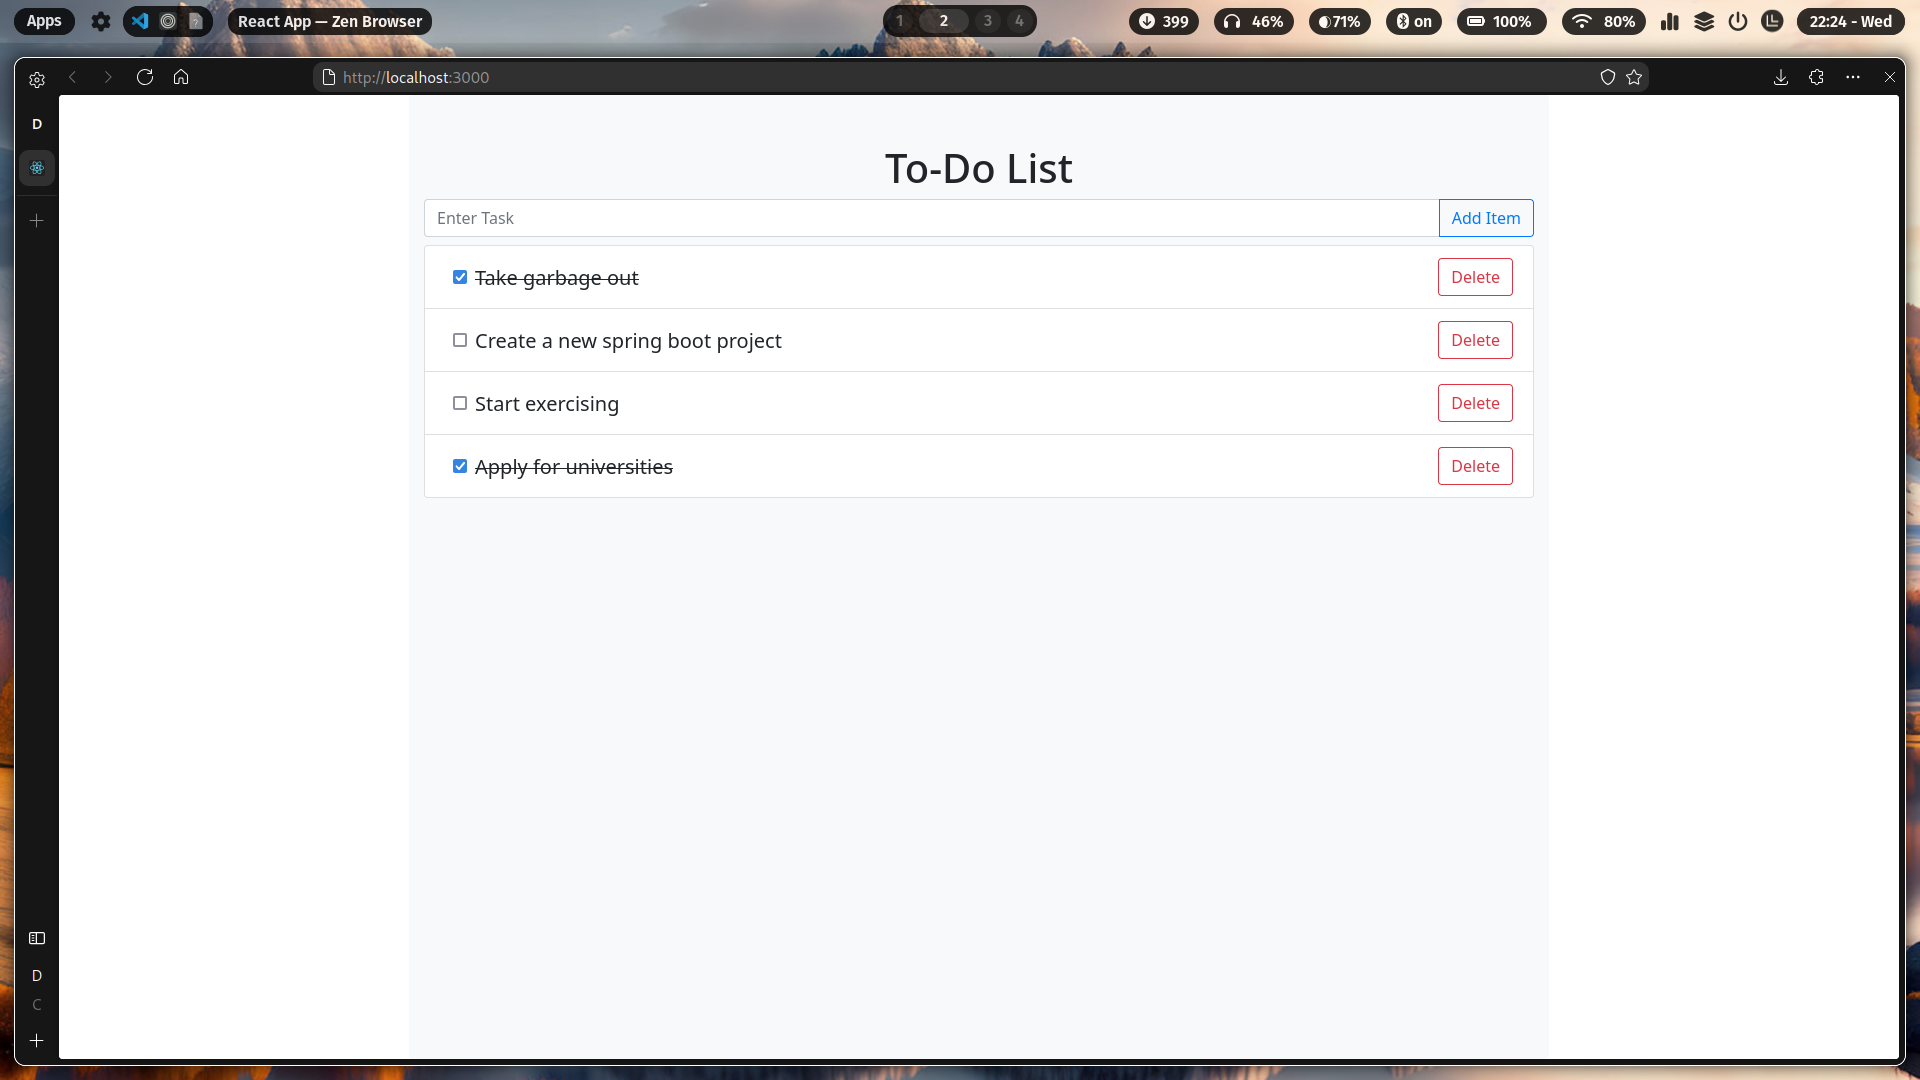 Apps
React App — Zen Browser
1 2 3 4
399
46%
71%
on
100%
80%
22:24 - Wed
http://localhost:3000
D
To-Do List
Enter Task
Add Item
Take garbage out
Delete
Create a new spring boot project
Delete
Start exercising
Delete
Apply for universities
Delete
D
C